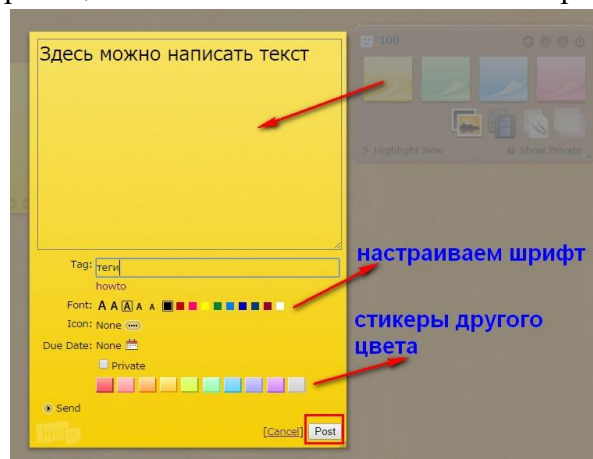 Здесь можно написать текст
100
Highlight New
Show Private
Tag: теги
howto
настраиваем шрифт
Font: A A A A A
Icon: None
стикеры другого
цвета
Due Date: None
Private
Send
[Cancel] Post